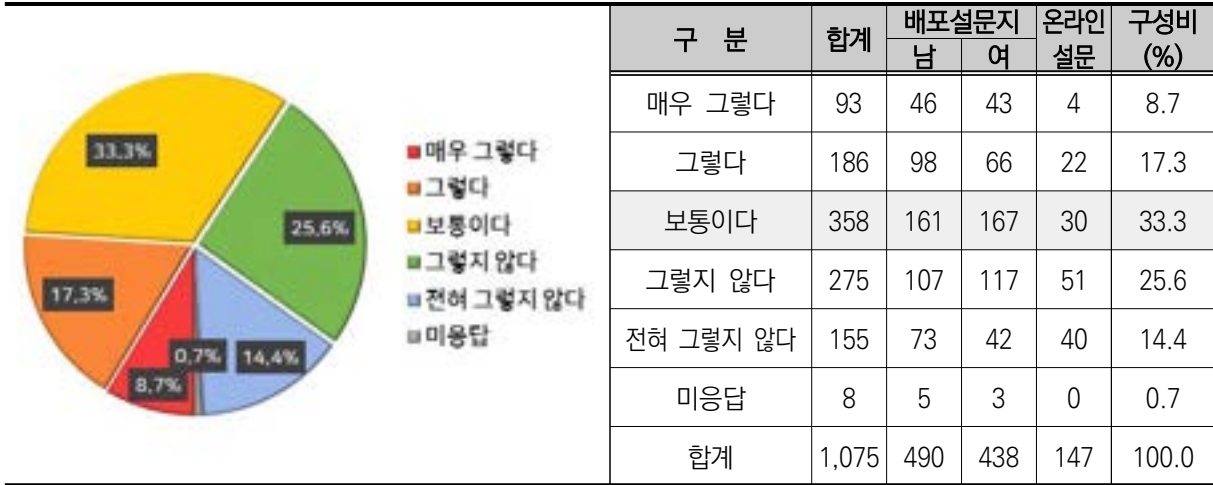 33.3%
25.6%
17.3%
14.4%
0.7%
8.7%
매우 그렇다
그렇다
보통이다
그렇지 않다
전혀 그렇지 않다
미응답
구 분 합계 배포설문지 온라인 설문 구성비 (%)
남 여
매우 그렇다 93 46 43 4 8.7
그렇다 186 98 66 22 17.3
보통이다 358 161 167 30 33.3
그렇지 않다 275 107 117 51 25.6
전혀 그렇지 않다 155 73 42 40 14.4
미응답 8 5 3 0 0.7
합계 1,075 490 438 147 100.0